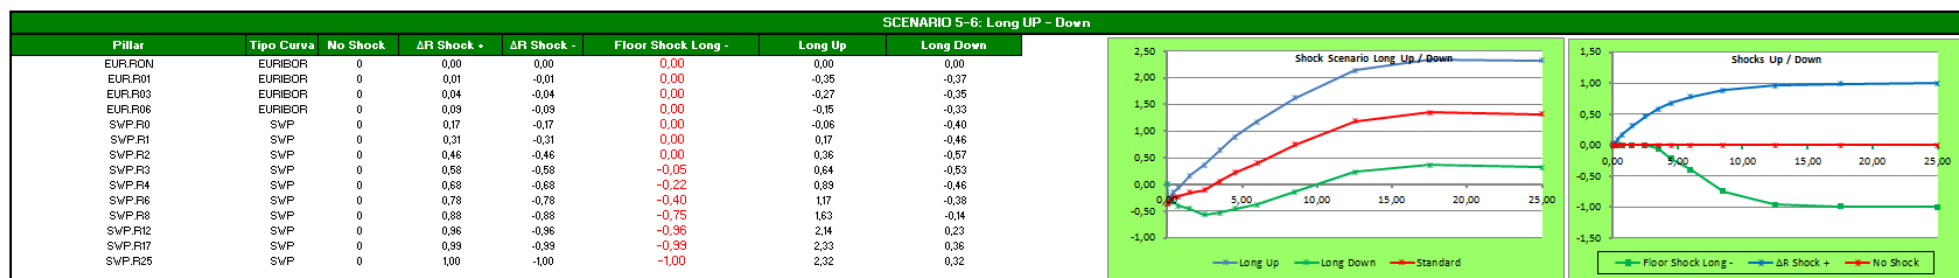 SCENARIO 5-6: Long UP - Down
Pillar Tipo Curva No Shock ΔR Shock + ΔR Shock - Floor Shock Long - Long Up Long Down
EUR.RON EURIBOR 0 0,00 0,00 0,00 0,00 0,00
EUR.R01 EURIBOR 0 0,01 -0,01 0,00 -0,35 -0,37
EUR.R03 EURIBOR 0 0,04 -0,04 0,00 -0,27 -0,35
EUR.R06 EURIBOR 0 0,09 -0,09 0,00 -0,15 -0,33
SWP.R0 SWP 0 0,17 -0,17 0,00 -0,06 -0,40
SWP.R1 SWP 0 0,31 -0,31 0,00 0,17 -0,46
SWP.R2 SWP 0 0,46 -0,46 0,00 0,36 -0,57
SWP.R3 SWP 0 0,58 -0,58 -0,05 0,64 -0,53
SWP.R4 SWP 0 0,68 -0,68 -0,22 0,89 -0,46
SWP.R6 SWP 0 0,78 -0,78 -0,40 1,17 -0,38
SWP.R8 SWP 0 0,88 -0,88 -0,75 1,63 -0,14
SWP.R12 SWP 0 0,96 -0,96 -0,96 2,14 0,23
SWP.R17 SWP 0 0,99 -0,99 -0,99 2,33 0,36
SWP.R25 SWP 0 1,00 -1,00 -1,00 2,32 0,32
Shock Scenario Long Up / Down
2,50
2,00
1,50
1,00
0,50
0,00
-0,50
-1,00
0,00 5,00 10,00 15,00 20,00 25,00
Long Up Long Down Standard
Shocks Up / Down
1,50
1,00
0,50
0,00
-0,50
-1,00
-1,50
0,00 5,00 10,00 15,00 20,00 25,00
Floor Shock Long - ΔR Shock + No Shock